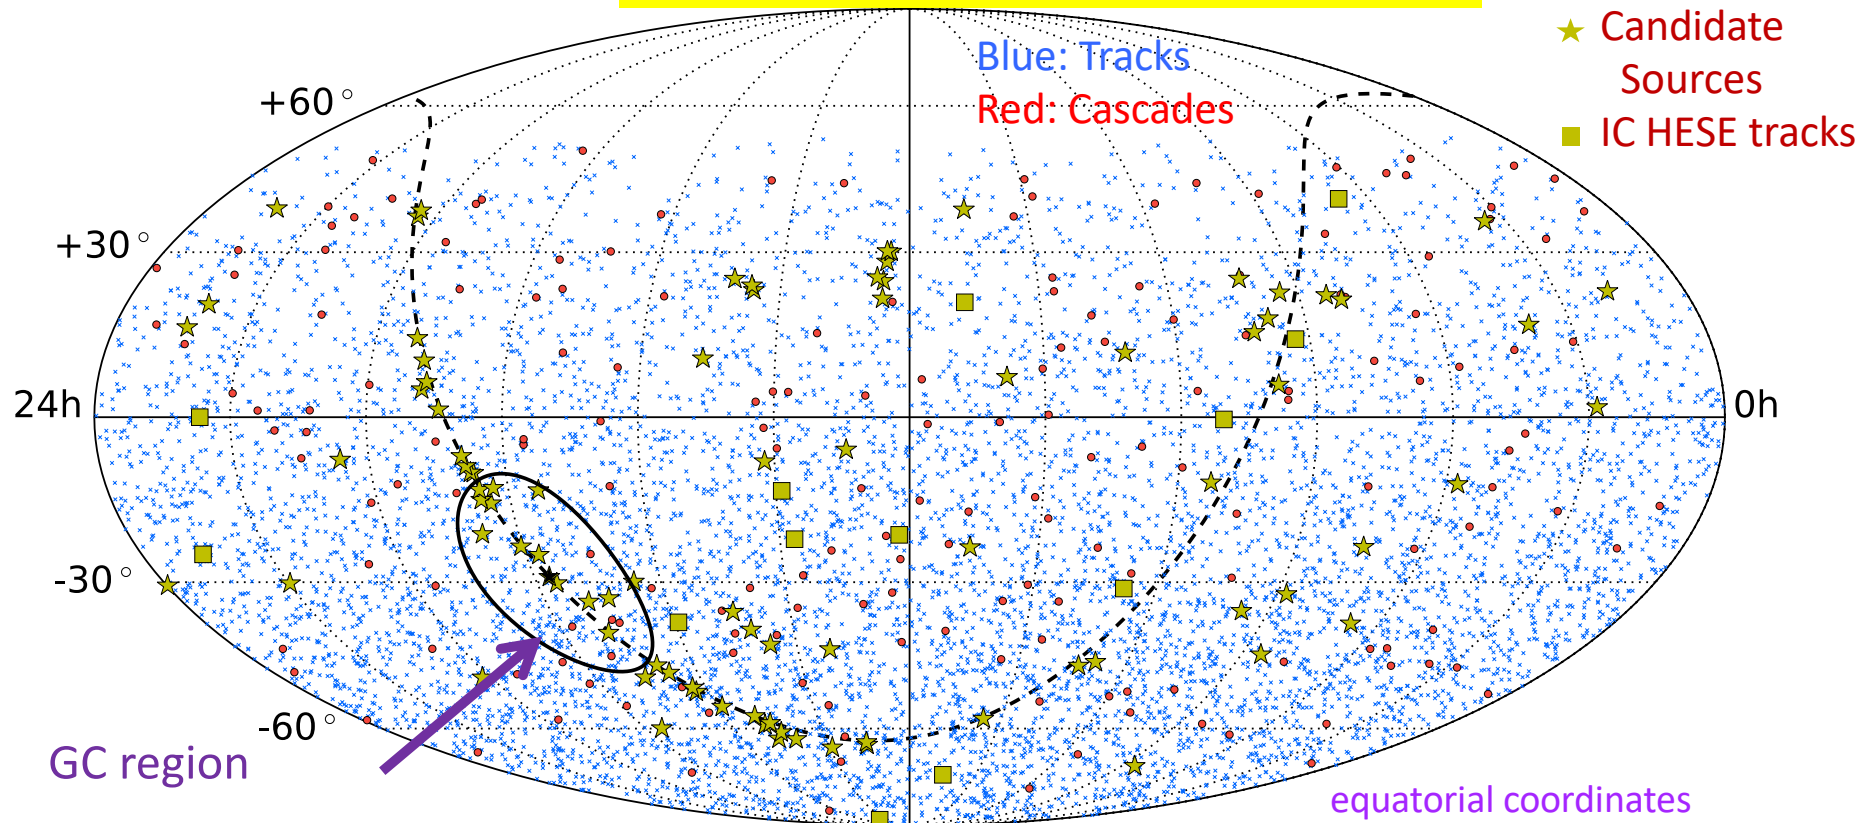 Blue: Tracks
Red: Cascades
Candidate
Sources
IC HESE tracks
+60°
+30°
24h
0h
-30°
-60°
GC region
equatorial coordinates